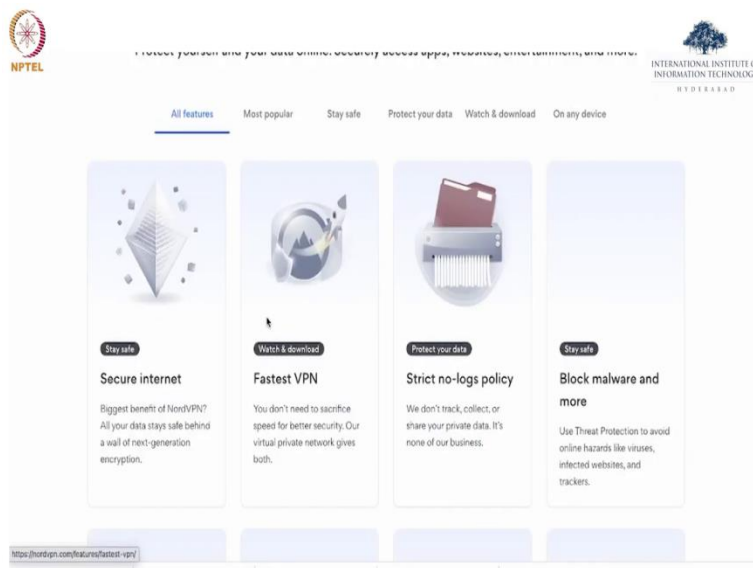 NPTEL
Protect yourself and your data online. Securely access apps, websites, entertainment, and more.
INTERNATIONAL INSTITUTE O
INFORMATION TECHNOLOG
HYDERABAD
All features
Most popular
Stay safe
Protect your data
Watch & download
On any device
Stay safe
Secure internet
Biggest benefit of NordVPN?
All your data stays safe behind
a wall of next-generation
encryption.
Watch & download
Fastest VPN
You don't need to sacrifice
speed for better security. Our
virtual private network gives
both.
Protect your data
Strict no-logs policy
We don't track, collect, or
share your private data. It's
none of our business.
Stay safe
Block malware and
more
Use Threat Protection to avoid
online hazards like viruses,
infected websites, and
trackers.
https://nordvpn.com/features/fastest-vpn/